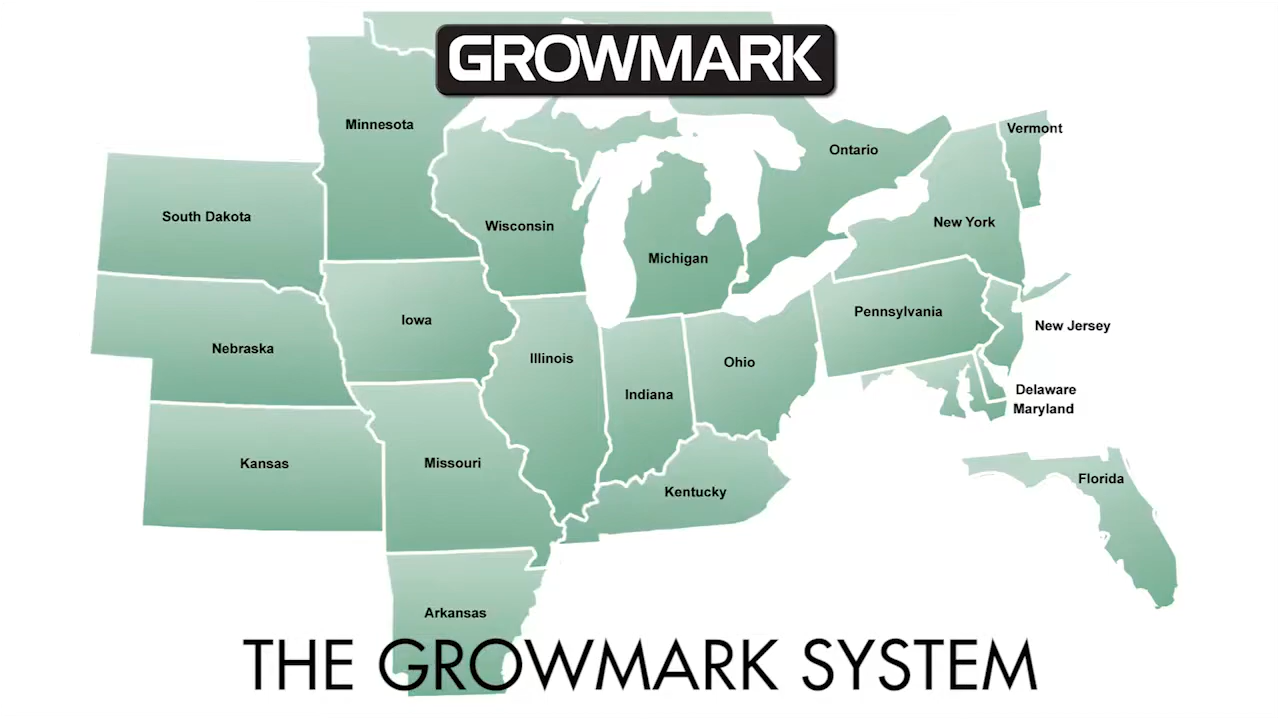 GROWMARK
Minnesota
Vermont
Ontario
South Dakota
Wisconsin
New York
Michigan
Iowa
Pennsylvania
New Jersey
Nebraska
Illinois
Ohio
Indiana
Delaware
Maryland
Kansas
Missouri
Kentucky
Florida
Arkansas
THE GROWMARK SYSTEM